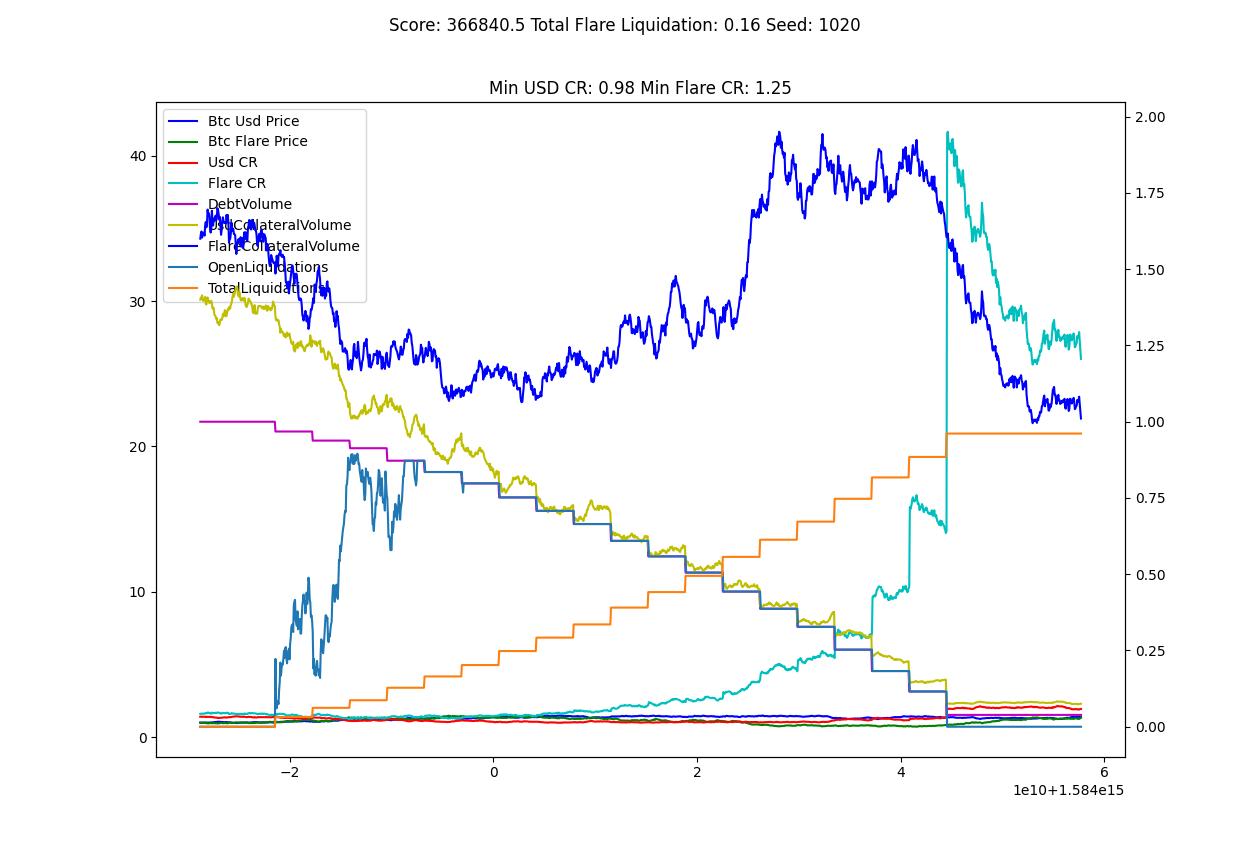 Score: 366840.5 Total Flare Liquidation: 0.16 Seed: 1020
Min USD CR: 0.98 Min Flare CR: 1.25
Btc Usd Price
Btc Flare Price
Usd CR
Flare CR
DebtVolume
UsdCollateralVolume
FlareCollateralVolume
OpenLiquidations
TotalLiquidations
40
30
20
10
0
2.00
1.75
1.50
1.25
1.00
0.75
0.50
0.25
0.00
−2
0
2
4
6
1e10+1.584e15